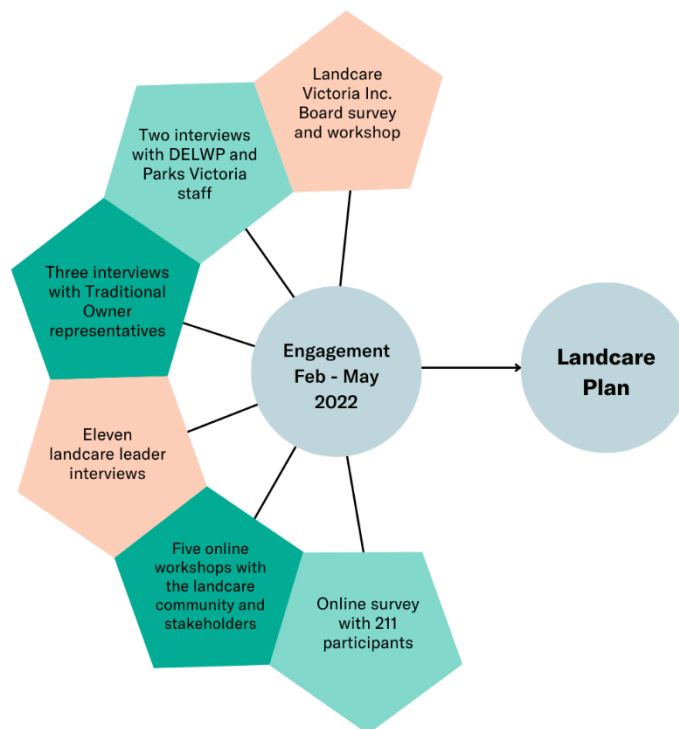 Landcare
Victoria Inc.
Board survey
and workshop
Two interviews
with DELWP and
Parks Victoria
staff
Three interviews
with Traditional
Owner
representatives
Eleven
landcare leader
interviews
Five online
workshops with
the landcare
community and
stakeholders
Online survey
with 211
participants
Engagement
Feb - May
2022
Landcare
Plan